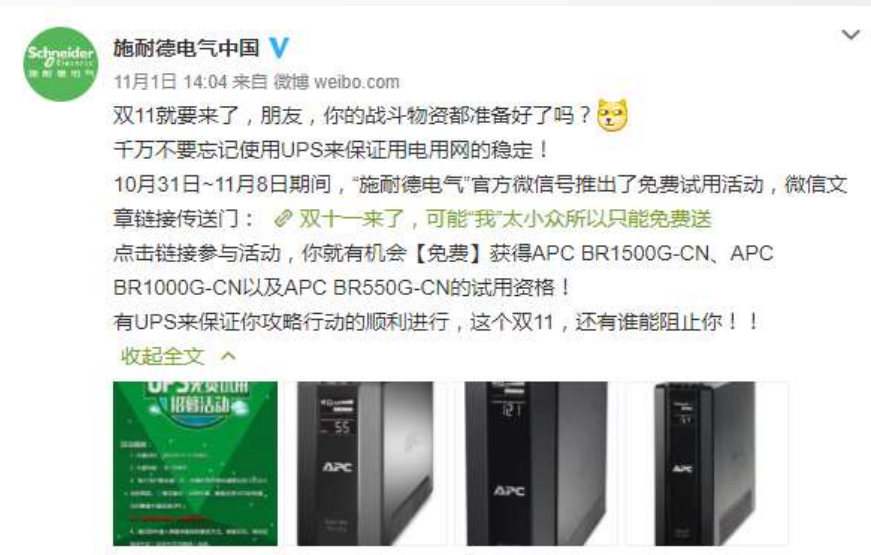 Schneider
Electric
施耐德电气
施耐德电气中国
11月1日 14:04 来自 微博 weibo.com
双11就要来了，朋友，你的战斗物资都准备好了吗？
千万不要忘记使用UPS来保证用电用网的稳定！
10月31日~11月8日期间，“施耐德电气”官方微信号推出了免费试用活动，微信文
章链接传送门： 双十一来了，可能“我”太小众所以只能免费送
点击链接参与活动，你就有机会【免费】获得APC BR1500G-CN、APC
BR1000G-CN以及APC BR550G-CN的试用资格！
有UPS来保证你攻略行动的顺利进行，这个双11，还有谁能阻止你！！
收起全文
UPS免费试用
招募活动
55
APC
121
APC
APC